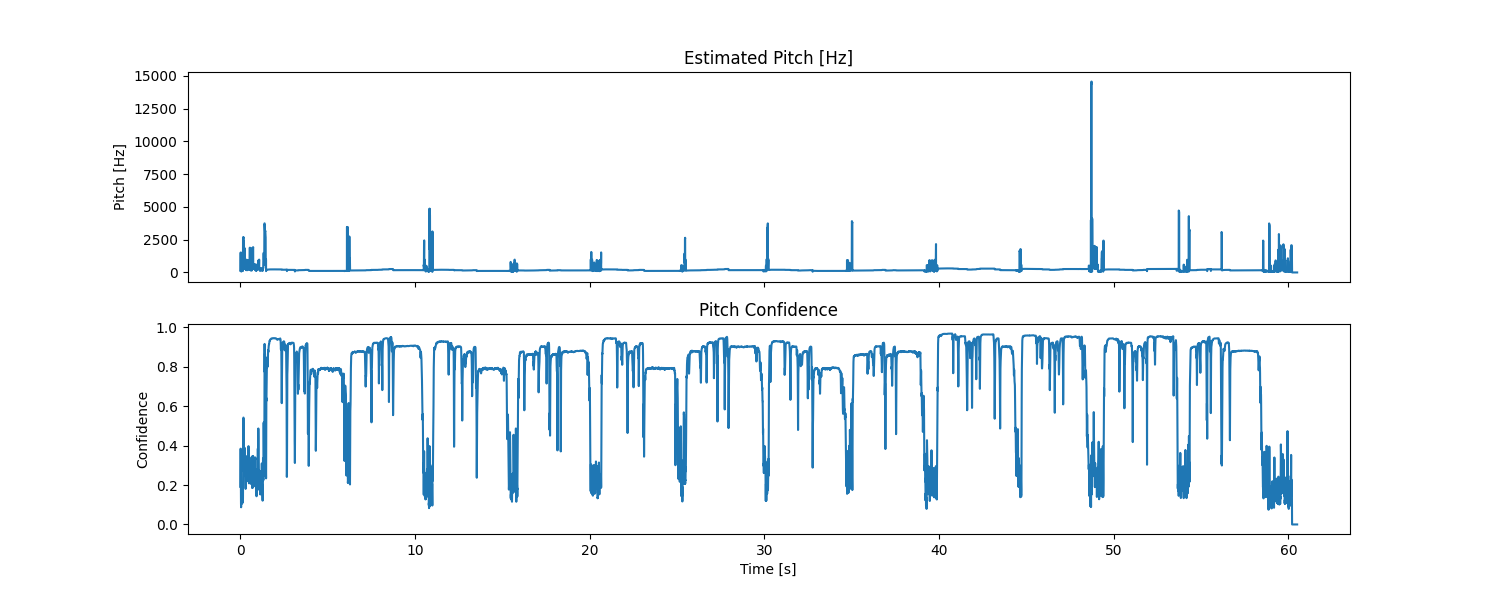 Estimated Pitch [Hz]
15000
12500
10000
7500
5000
2500
0
Pitch [Hz]
Pitch Confidence
1.0
0.8
0.6
0.4
0.2
0.0
Confidence
0 10 20 30 40 50 60
Time [s]